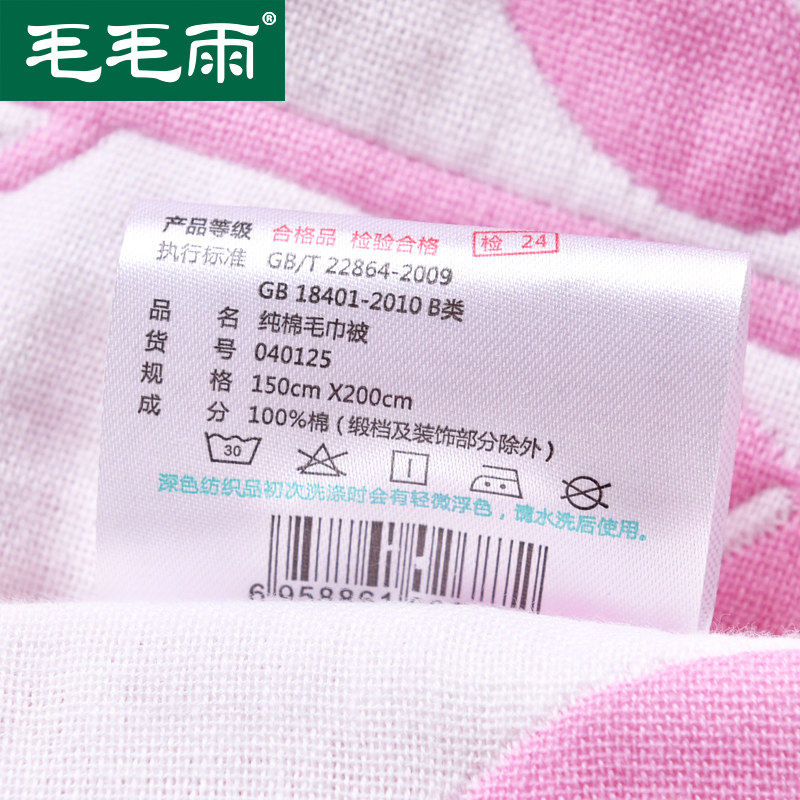 毛毛雨®
产品等级 合格品 检验合格 检 24
执行标准 GB/T 22864-2009
GB 18401-2010 B类
品名 纯棉毛巾被
货号 040125
规格 150cm X200cm
成分 100%棉（缎档及装饰部分除外）
30
深色纺织品初次洗涤时会有轻微浮色，请水洗后使用。
6 958861